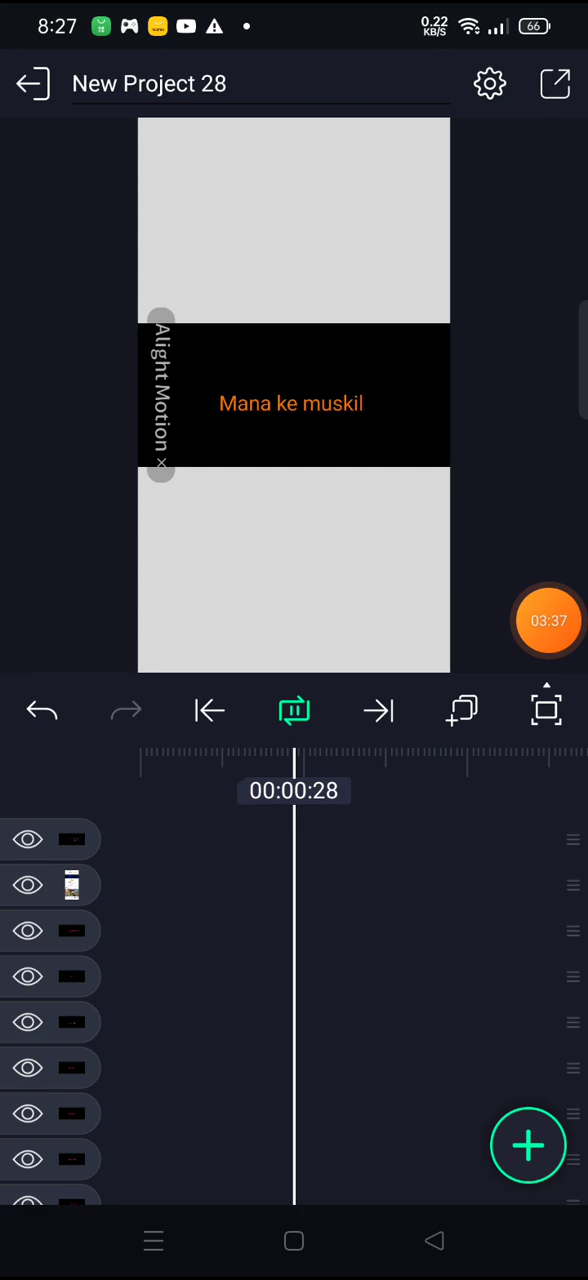 8:27
0.22
KB/S
66
New Project 28
Alight Motion ×
Mana ke muskil
03:37
00:00:28